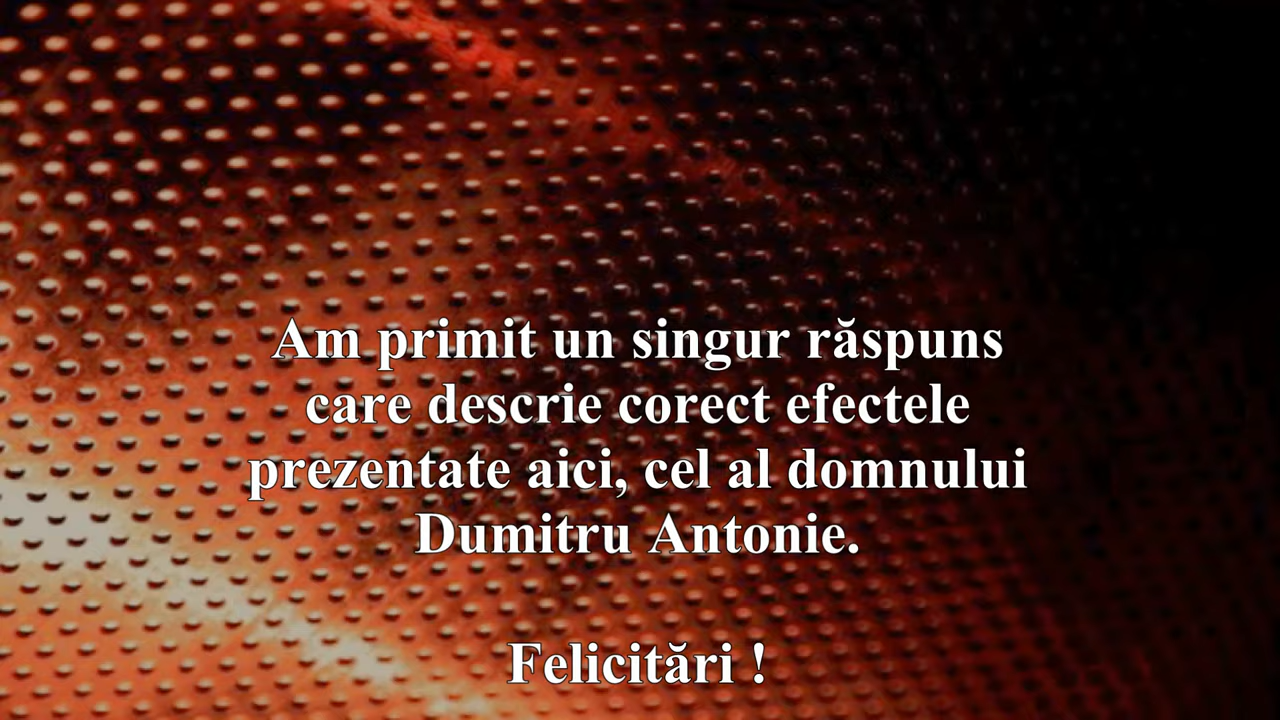 Am primit un singur răspuns
care descrie corect efectele
prezentate aici, cel al domnului
Dumitru Antonie.
Felicitări !